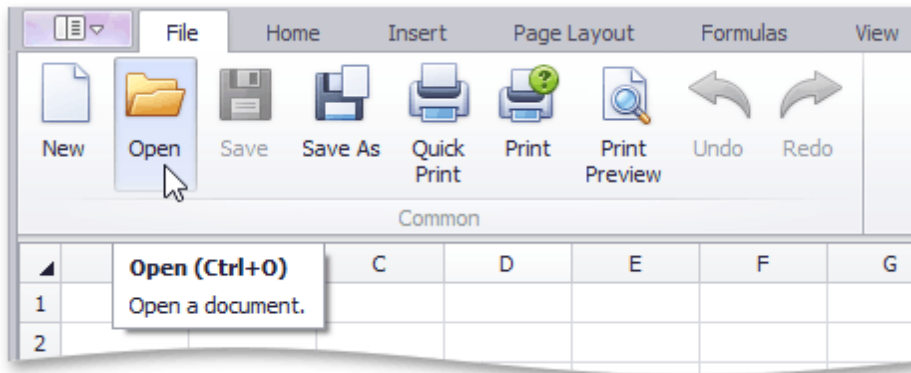 File Home Insert Page Layout Formulas View
New Open Save Save As Quick Print Print Print Preview Undo Redo
Common
Open (Ctrl+O)
Open a document.
C D E F G
1
2